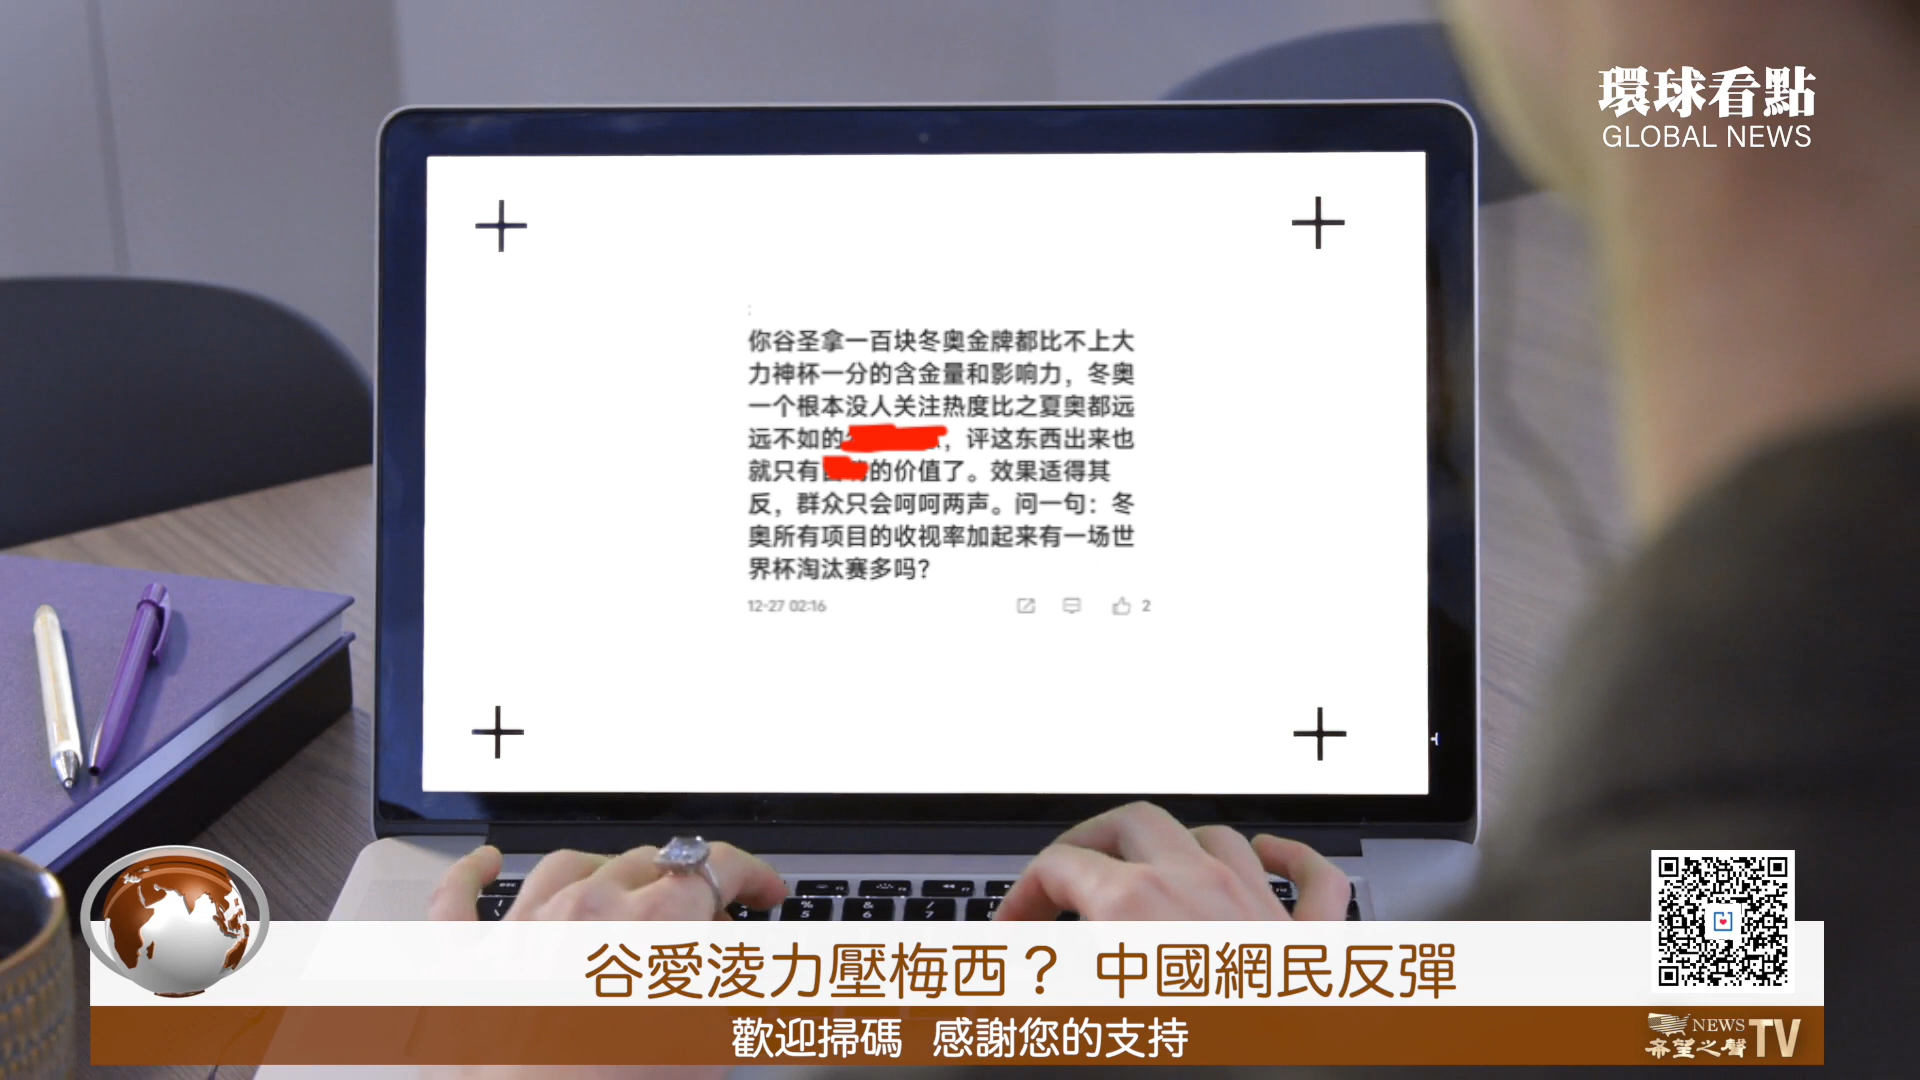 環球看點
GLOBAL NEWS
你谷圣拿一百块冬奥金牌都比不上大
力神杯一分的含金量和影响力，冬奥
一个根本没人关注热度比之夏奥都远
远不如的，评这东西出来也
就只有的价值了。效果适得其
反，群众只会呵呵两声。问一句：冬
奥所有项目的收视率加起来有一场世
界杯淘汰赛多吗？
12-27 02:16
2
谷愛淩力壓梅西？ 中國網民反彈
歡迎掃碼 感謝您的支持
NEWS
希望之聲TV